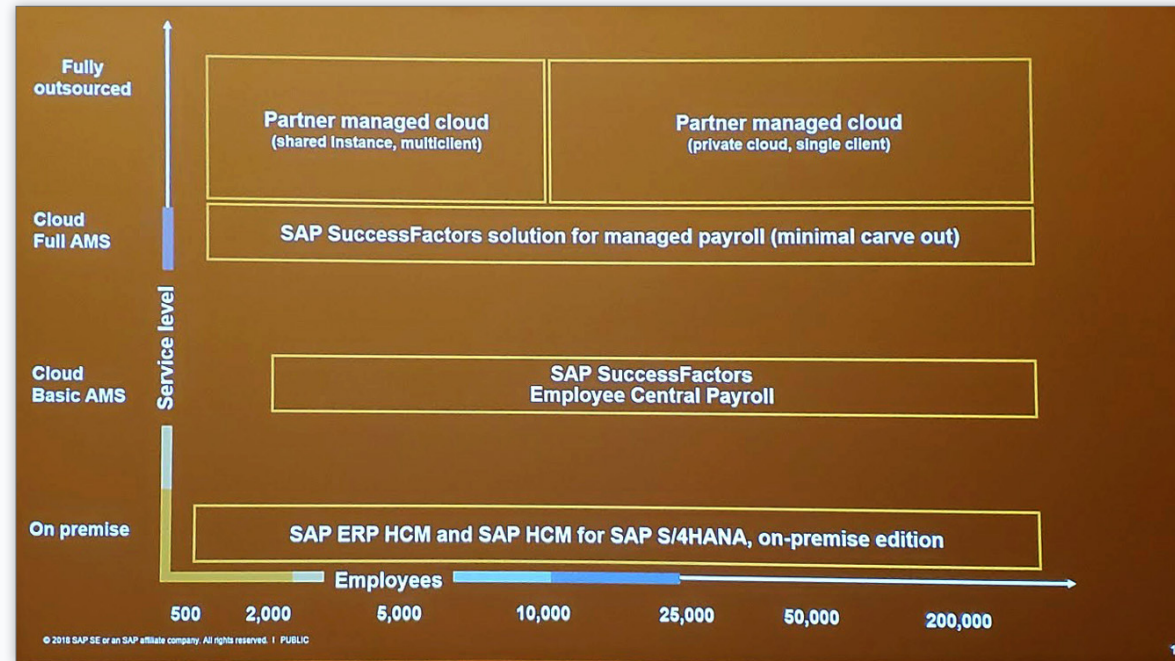 Fully
outsourced
Partner managed cloud
(shared instance, multiclient)
Partner managed cloud
(private cloud, single client)
Cloud
Full AMS
SAP SuccessFactors solution for managed payroll (minimal carve out)
Service level
Cloud
Basic AMS
SAP SuccessFactors
Employee Central Payroll
On premise
SAP ERP HCM and SAP HCM for SAP S/4HANA, on-premise edition
Employees
500
2,000
5,000
10,000
25,000
50,000
200,000
© 2018 SAP SE or an SAP affiliate company. All rights reserved. I PUBLIC